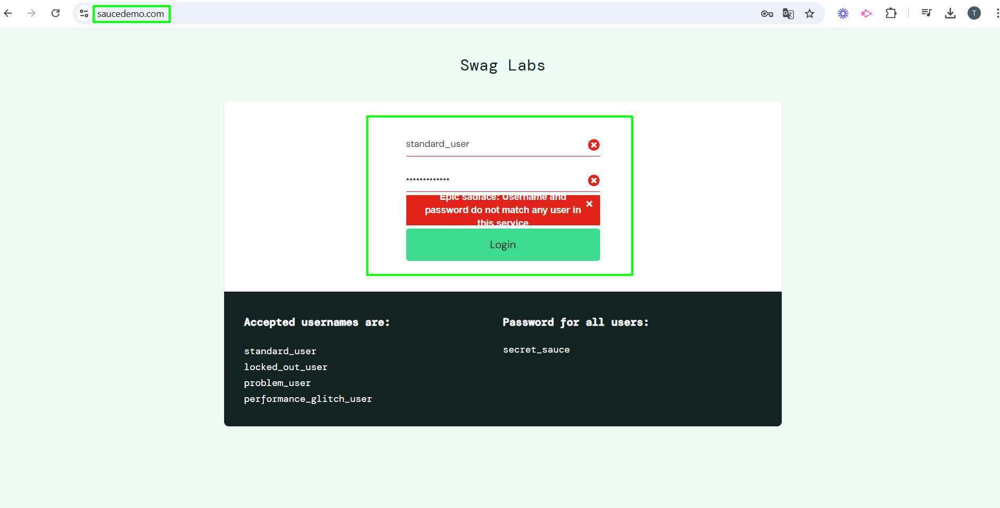 saucedemo.com
T
Swag Labs
standard_user
•••••••••••••
Epic sadface: Username and
password do not match any user in
this service
Login
Accepted usernames are:
standard_user
locked_out_user
problem_user
performance_glitch_user
Password for all users:
secret_sauce